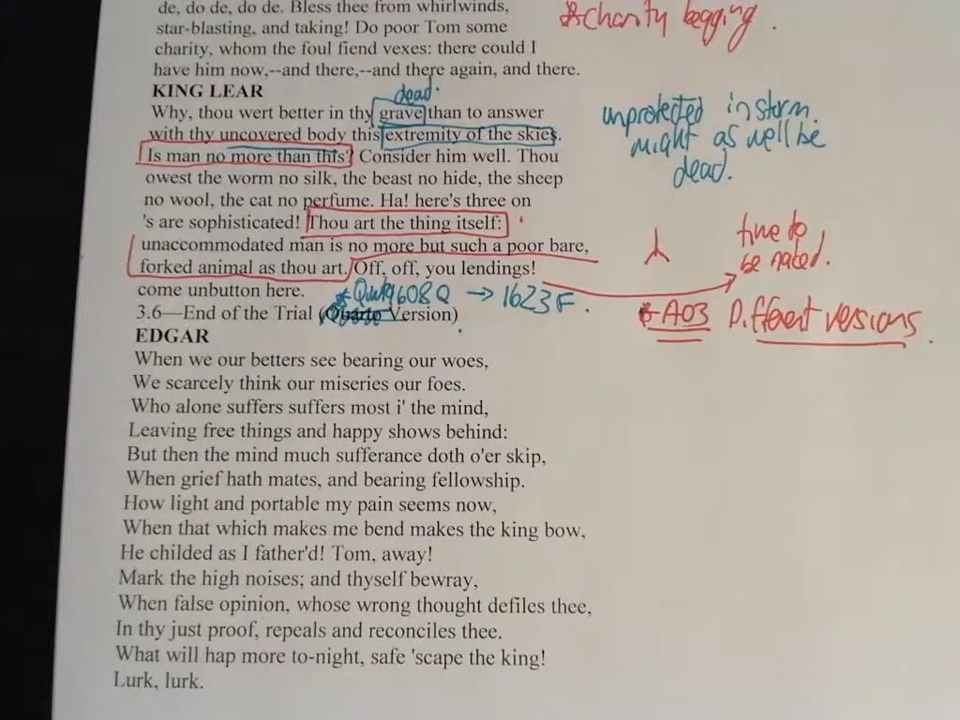 de, do de, do de. Bless thee from whirlwinds,
star-blasting, and taking! Do poor Tom some
charity, whom the foul fiend vexes: there could I
have him now,--and there,--and there again, and there.
charity begging.
KING LEAR
dead.
Why, thou wert better in thy grave than to answer
with thy uncovered body this extremity of the skies.
Is man no more than this? Consider him well. Thou
owest the worm no silk, the beast no hide, the sheep
no wool, the cat no perfume. Ha! here's three on
's are sophisticated! Thou art the thing itself:
unaccommodated man is no more but such a poor bare,
forked animal as thou art. Off, off, you lendings!
come unbutton here.
unprotected in storm.
might as well be
dead.
time to
be naked.
1608 Q → 1623 F.
A03 Different versions.
3.6—End of the Trial (Quarto Version)
EDGAR
When we our betters see bearing our woes,
We scarcely think our miseries our foes.
Who alone suffers suffers most i' the mind,
Leaving free things and happy shows behind:
But then the mind much sufferance doth o'er skip,
When grief hath mates, and bearing fellowship.
How light and portable my pain seems now,
When that which makes me bend makes the king bow,
He childed as I father'd! Tom, away!
Mark the high noises; and thyself bewray,
When false opinion, whose wrong thought defiles thee,
In thy just proof, repeals and reconciles thee.
What will hap more to-night, safe 'scape the king!
Lurk, lurk.